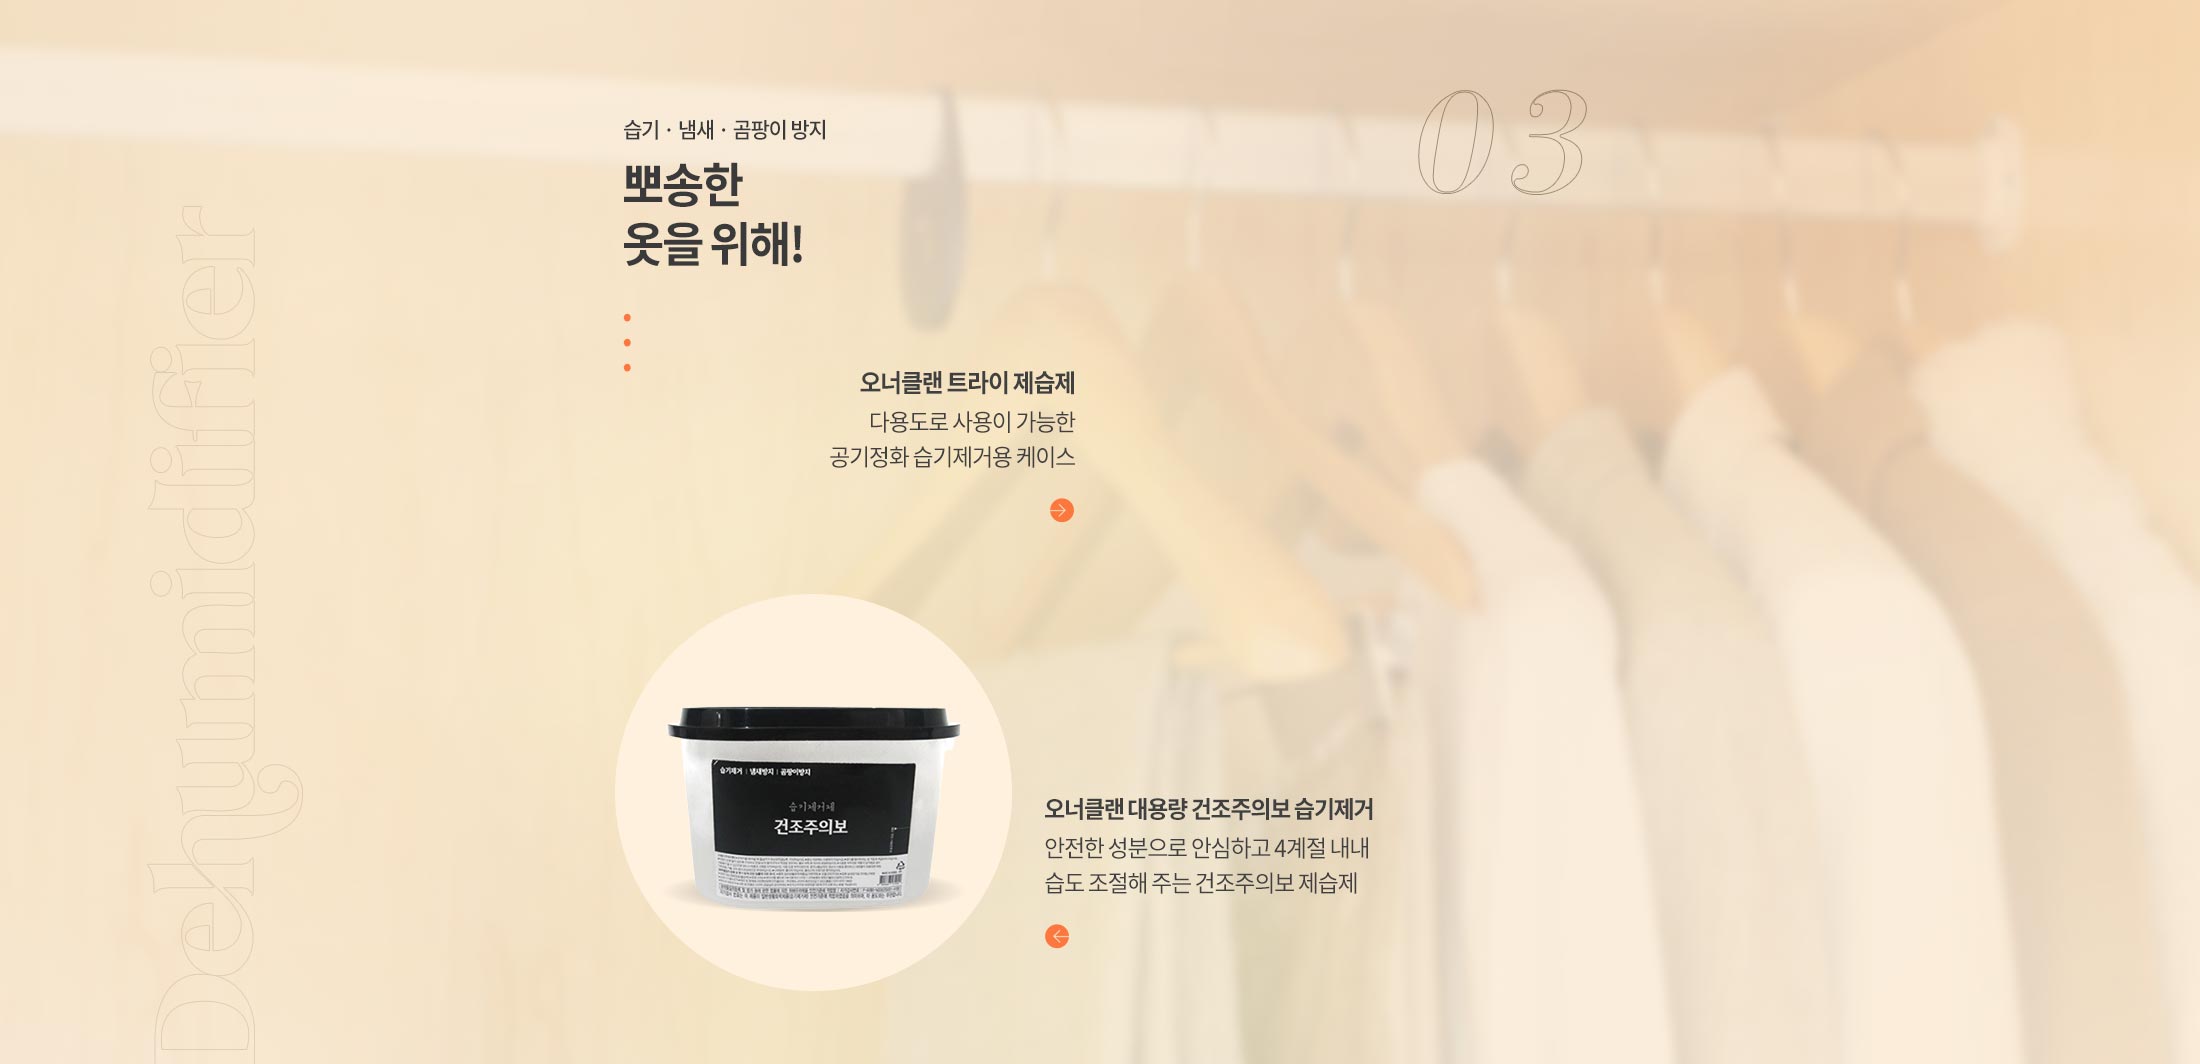 습기 · 냄새 · 곰팡이 방지
03
뽀송한
옷을 위해!
Dehyumidifier
오너클랜 트라이 제습제
다용도로 사용이 가능한
공기정화 습기제거용 케이스
습기제거 | 냄새방지 | 곰팡이방지
습기제거제
건조주의보
오너클랜 대용량 건조주의보 습기제거
안전한 성분으로 안심하고 4계절 내내
습도 조절해 주는 건조주의보 제습제